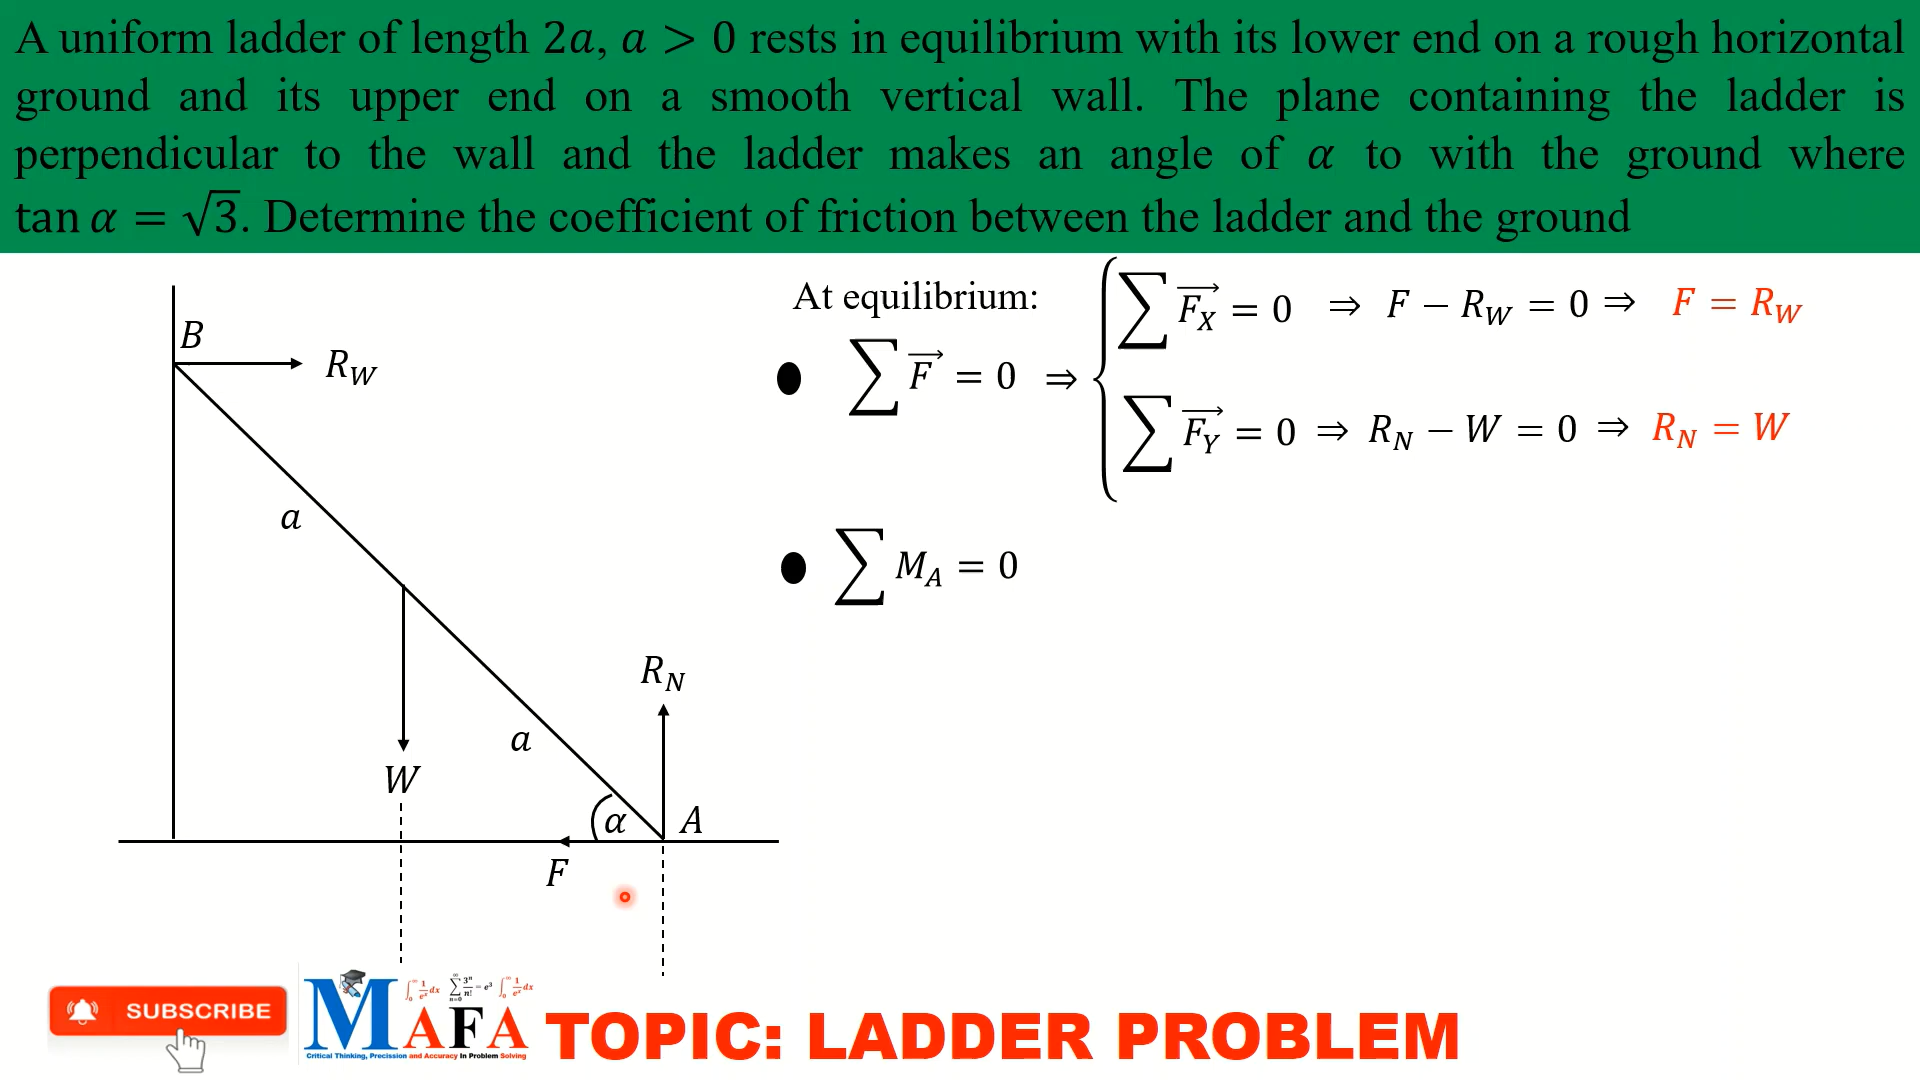 A uniform ladder of length 2𝑎, 𝑎 > 0 rests in equilibrium with its lower end on a rough horizontal
ground and its upper end on a smooth vertical wall. The plane containing the ladder is
perpendicular to the wall and the ladder makes an angle of 𝛼 to with the ground where
tan 𝛼 = √3. Determine the coefficient of friction between the ladder and the ground
At equilibrium:
∑ F⃗ = 0 ⇒
∑ F_X⃗ = 0 ⇒ F − R_W = 0 ⇒ F = R_W
∑ F_Y⃗ = 0 ⇒ R_N − W = 0 ⇒ R_N = W
∑ M_A = 0
B
R_W
a
a
W
R_N
α
A
F
SUBSCRIBE
MAFA
Critical Thinking, Precission and Accuracy In Problem Solving
TOPIC: LADDER PROBLEM